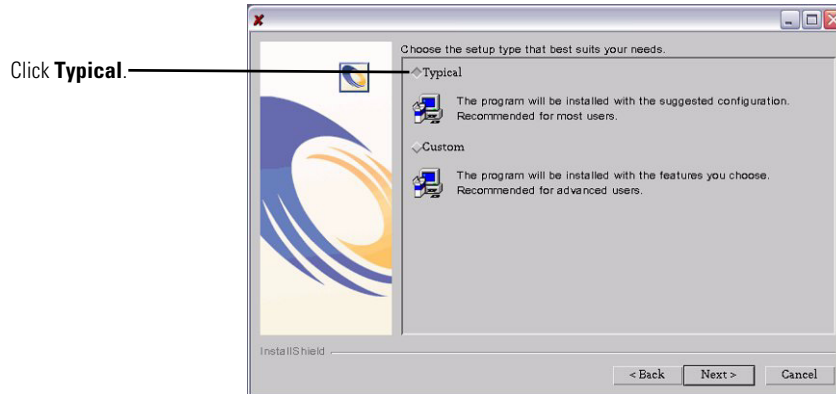 Click Typical.
Choose the setup type that best suits your needs.
Typical
The program will be installed with the suggested configuration.
Recommended for most users.
Custom
The program will be installed with the features you choose.
Recommended for advanced users.
InstallShield
< Back
Next >
Cancel